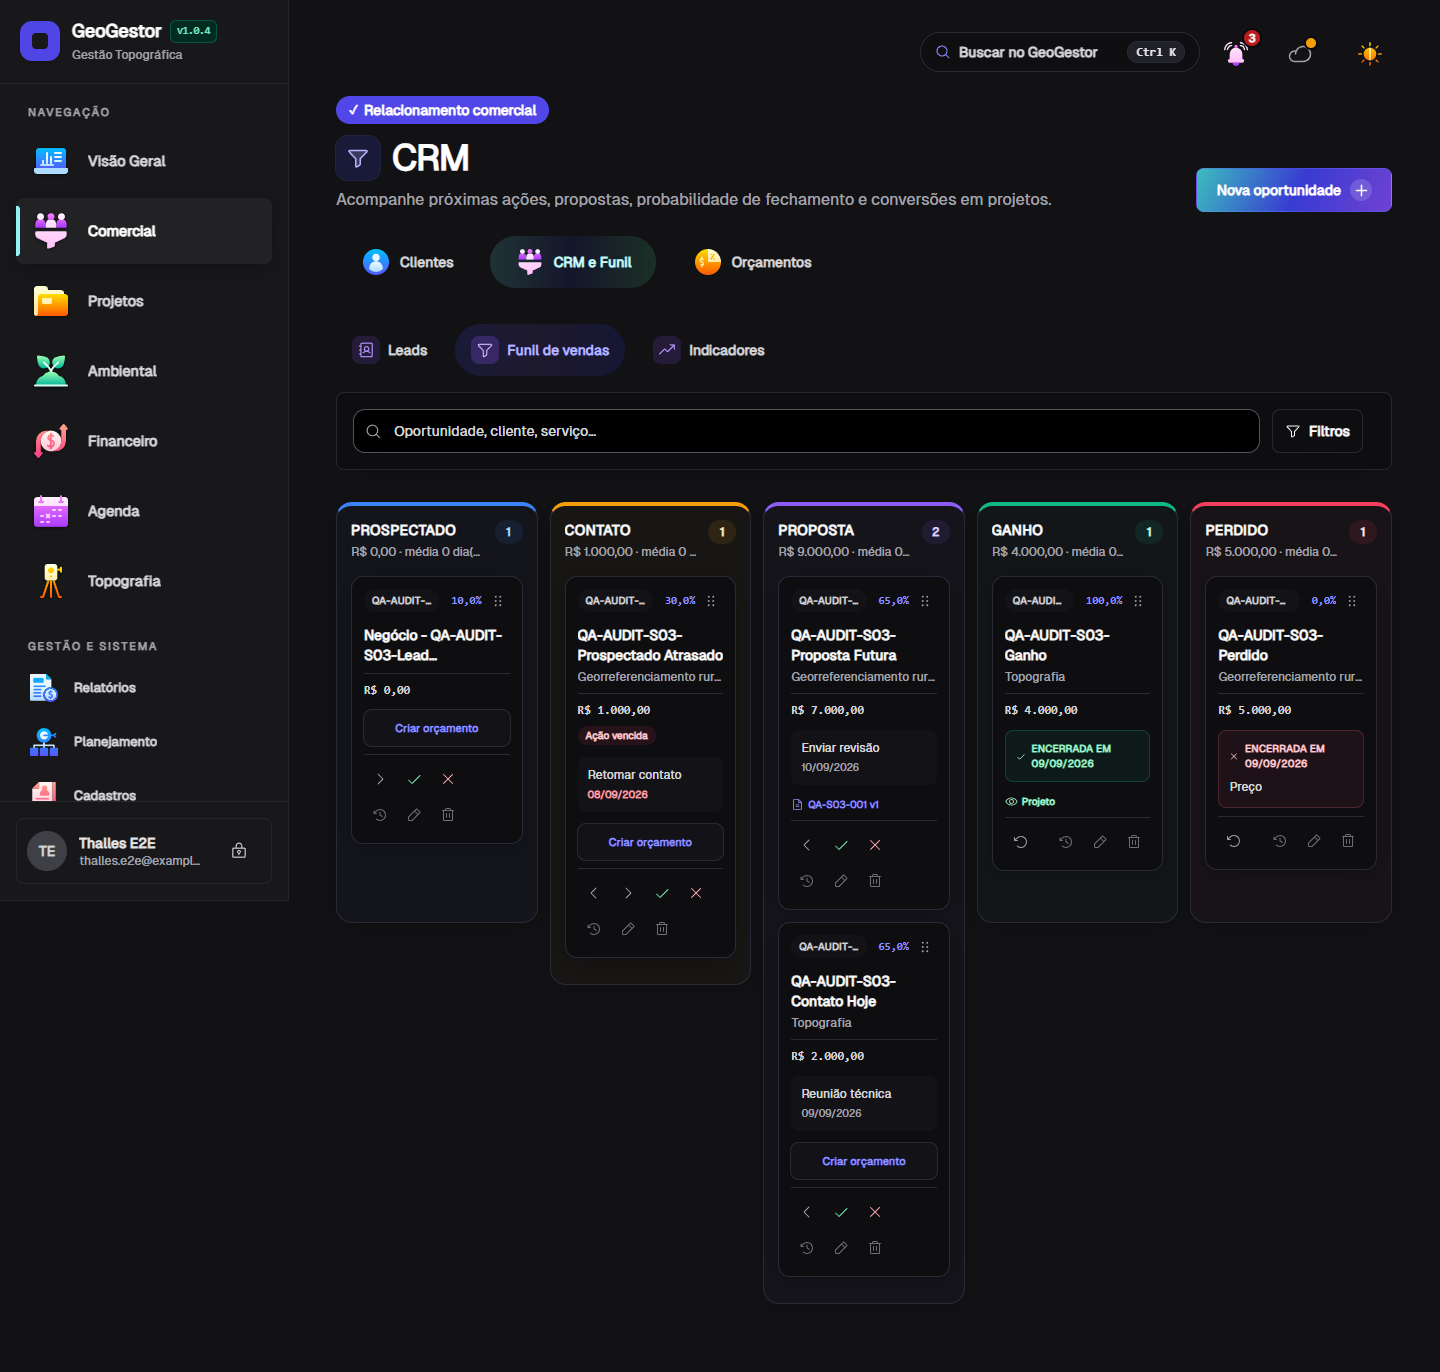 GeoGestor v1.0.4
Gestão Topográfica
NAVEGAÇÃO
Visão Geral
Comercial
Projetos
Ambiental
Financeiro
Agenda
Topografia
GESTÃO E SISTEMA
Relatórios
Planejamento
Cadastros
TE
Thalles E2E
thalles.e2e@exampl...
Buscar no GeoGestor Ctrl K
3
✓ Relacionamento comercial
CRM
Acompanhe próximas ações, propostas, probabilidade de fechamento e conversões em projetos.
Nova oportunidade +
Clientes
CRM e Funil
Orçamentos
Leads
Funil de vendas
Indicadores
Oportunidade, cliente, serviço...
Filtros
PROSPECTADO 1
R$ 0,00 · média 0 dia(...
QA-AUDIT-... 10,0%
Negócio - QA-AUDIT-
S03-Lead...
R$ 0,00
Criar orçamento
CONTATO 1
R$ 1.000,00 · média 0 ...
QA-AUDIT-... 30,0%
QA-AUDIT-S03-
Prospectado Atrasado
Georreferenciamento rur...
R$ 1.000,00
Ação vencida
Retomar contato
08/09/2026
Criar orçamento
PROPOSTA 2
R$ 9.000,00 · média 0...
QA-AUDIT-... 65,0%
QA-AUDIT-S03-
Proposta Futura
Georreferenciamento rur...
R$ 7.000,00
Enviar revisão
10/09/2026
QA-S03-001 v1
QA-AUDIT-... 65,0%
QA-AUDIT-S03-
Contato Hoje
Topografia
R$ 2.000,00
Reunião técnica
09/09/2026
Criar orçamento
GANHO 1
R$ 4.000,00 · média 0...
QA-AUDI... 100,0%
QA-AUDIT-S03-
Ganho
Topografia
R$ 4.000,00
ENCERRADA EM
09/09/2026
Projeto
PERDIDO 1
R$ 5.000,00 · média 0...
QA-AUDIT-... 0,0%
QA-AUDIT-S03-
Perdido
Georreferenciamento rur...
R$ 5.000,00
ENCERRADA EM
09/09/2026
Preço